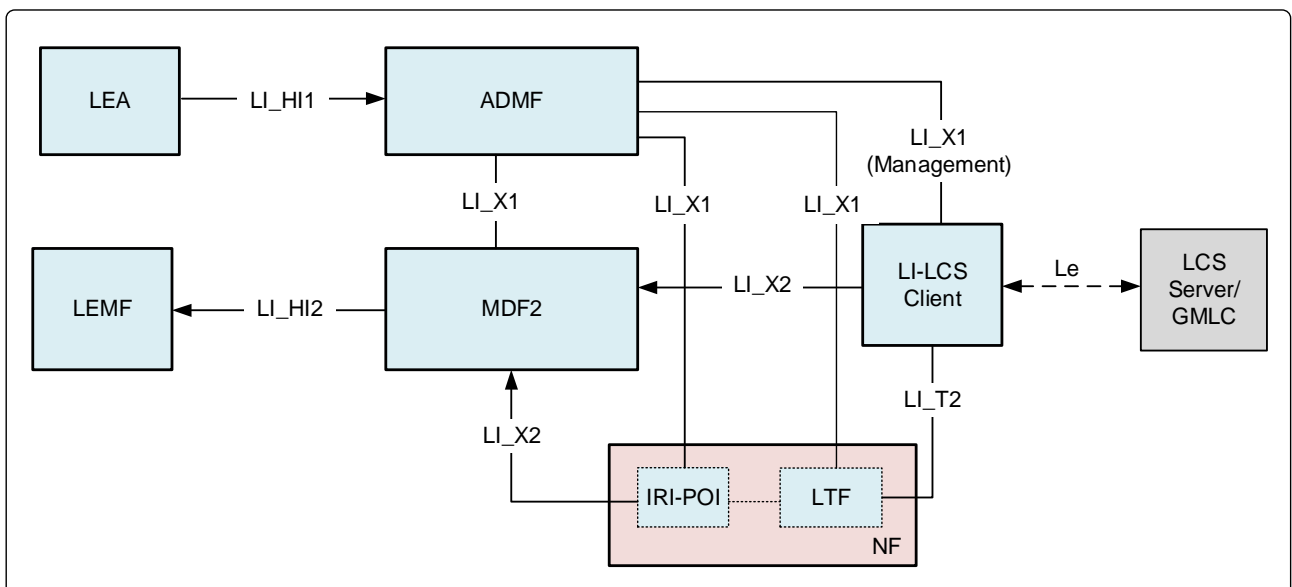 LEA
LI_HI1
ADMF
LI_X1
(Management)
LI_X1
LI_X1
LI_X1
LEMF
LI_HI2
MDF2
LI_X2
LI-LCS
Client
Le
LCS
Server/
GMLC
LI_T2
LI_X2
IRI-POI
LTF
NF